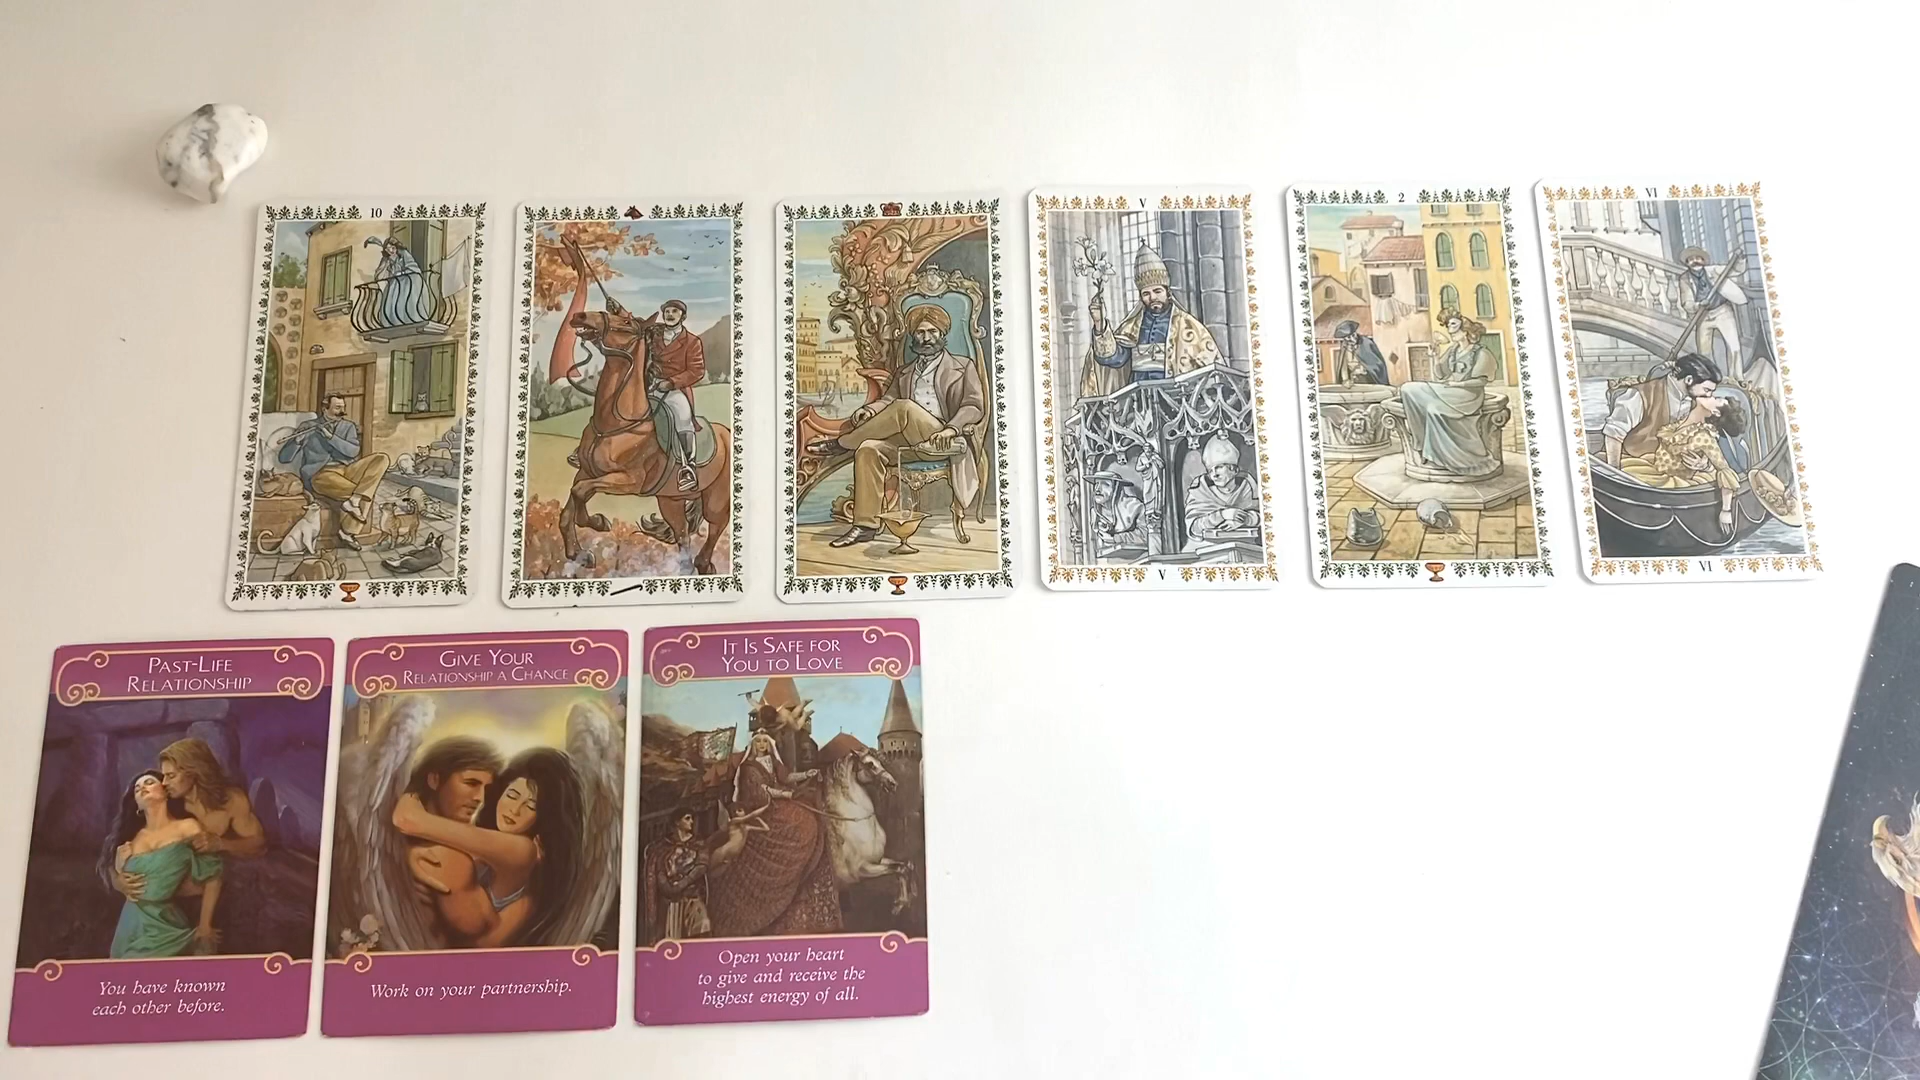 10
V
2
VI
V
VI
PAST-LIFE
RELATIONSHIP
You have known
each other before.
GIVE YOUR
RELATIONSHIP A CHANCE
Work on your partnership.
IT IS SAFE FOR
YOU TO LOVE
Open your heart
to give and receive the
highest energy of all.